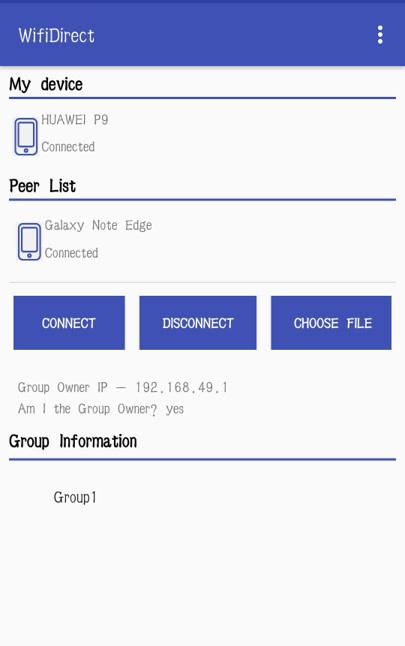 WifiDirect
My device
HUAWEI P9
Connected
Peer List
Galaxy Note Edge
Connected
CONNECT DISCONNECT CHOOSE FILE
Group Owner IP – 192.168.49.1
Am I the Group Owner? yes
Group Information
Group1